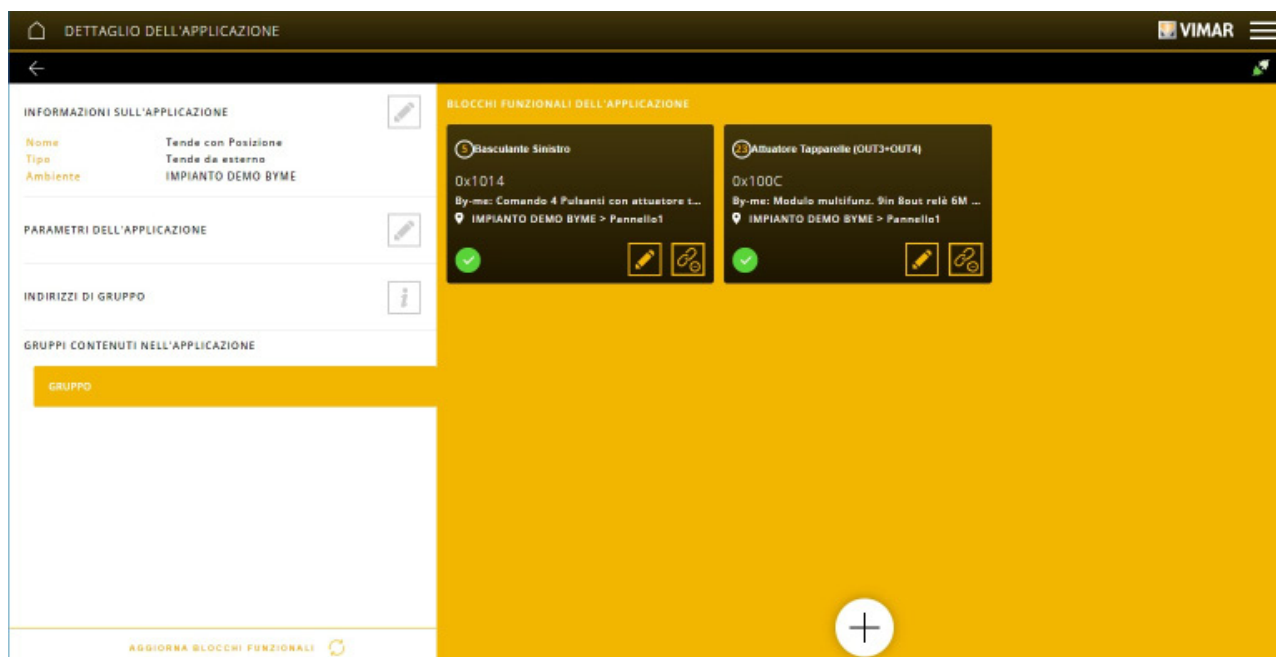 DETTAGLIO DELL'APPLICAZIONE
VIMAR
INFORMAZIONI SULL'APPLICAZIONE
Nome Tende con Posizione
Tipo Tende da esterno
Ambiente IMPIANTO DEMO BYME
PARAMETRI DELL'APPLICAZIONE
INDIRIZZI DI GRUPPO
i
GRUPPI CONTENUTI NELL'APPLICAZIONE
GRUPPO
AGGIORNA BLOCCHI FUNZIONALI
BLOCCHI FUNZIONALI DELL'APPLICAZIONE
5 Basculante Sinistro
0x1014
By-me: Comando 4 Pulsanti con attuatore t...
IMPIANTO DEMO BYME > Pannello1
23 Attuatore Tapparelle (OUT3+OUT4)
0x100C
By-me: Modulo multifunz. 9in 8out relè 6M ...
IMPIANTO DEMO BYME > Pannello1